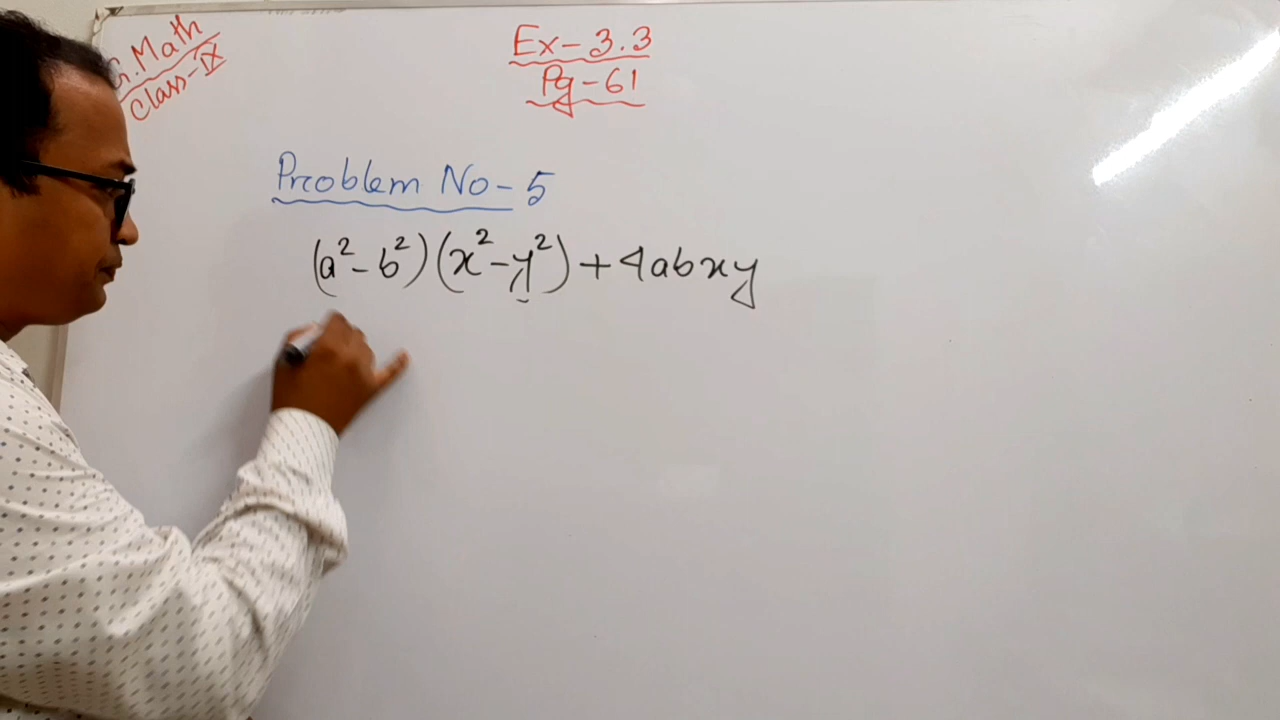 G.Math
Class-IX
Ex-3.3
Pg-61
Problem No-5
(a²-b²)(x²-y²)+4abxy